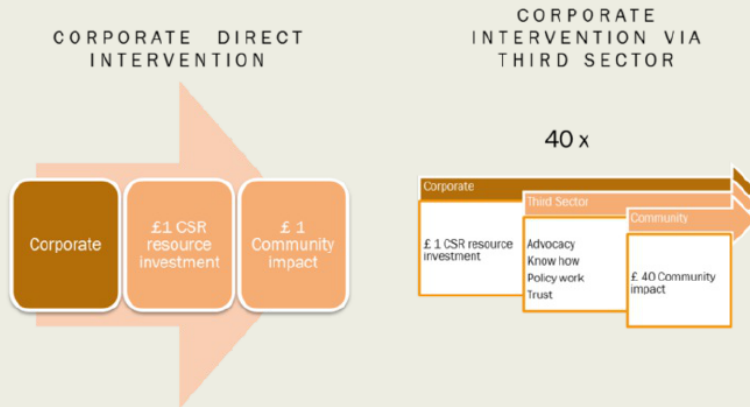 CORPORATE DIRECT
INTERVENTION
Corporate
£1 CSR
resource
investment
£ 1
Community
impact
CORPORATE
INTERVENTION VIA
THIRD SECTOR
40 x
Corporate
£ 1 CSR resource
investment
Third Sector
Advocacy
Know how
Policy work
Trust
Community
£ 40 Community
impact